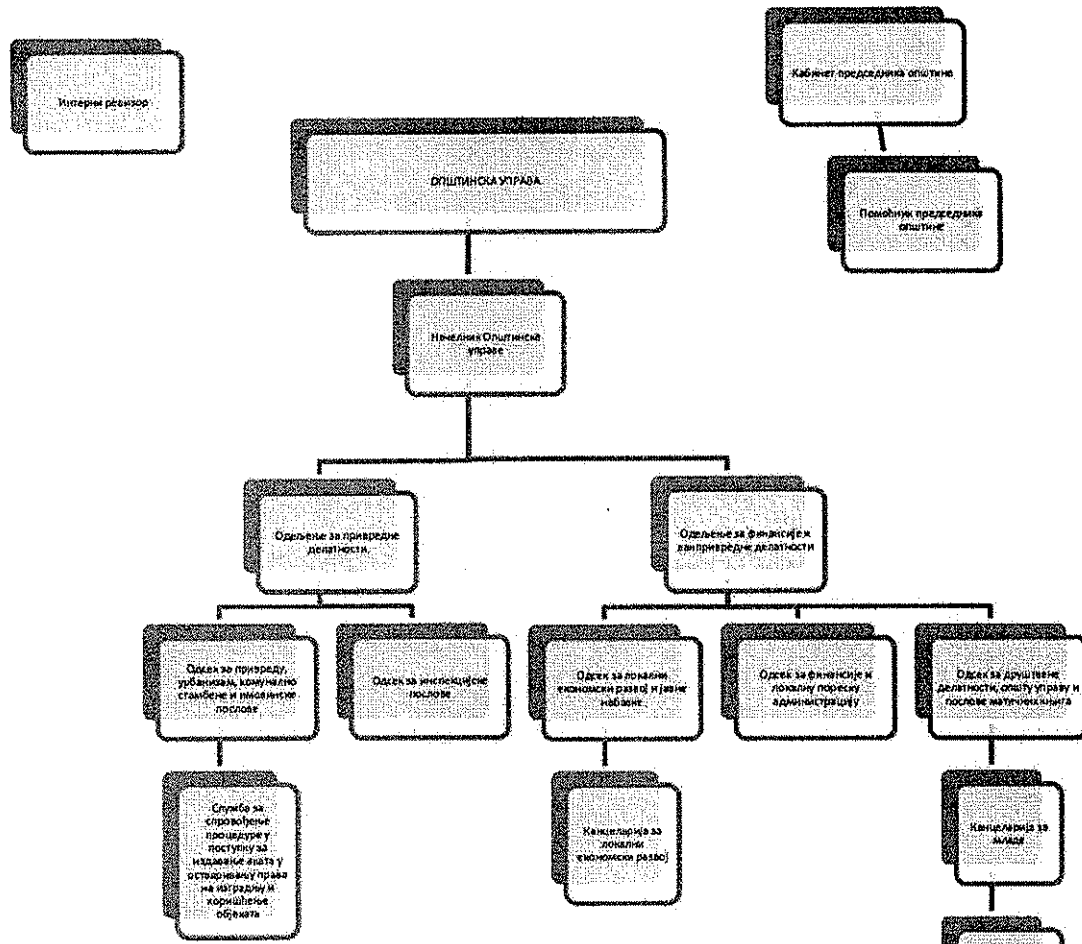 Интерни ревизор
Кабинет председника општине
ОПШТИНСКА УПРАВА
Помоћник председника
општине
Начелник Општинске
управе
Одељење за привредне
делатности
Одељење за финансије и
ванпривредне делатности
Одсек за привреду,
урбанизам, комунално
стамбене и имовинске
послове
Одсек за инспекцијске
послове
Одсек за локални
економски развој и јавне
набавке
Одсек за финансије и
локалну пореску
администрацију
Одсек за друштвене
делатности, општу управу и
послове матичних књига
Служба за
спровођење
процедуре у
поступку за
издавање аката у
остваривању права
на изградњу и
коришћење
објеката
Канцеларија за
локални
економски развој
Канцеларија за
младе